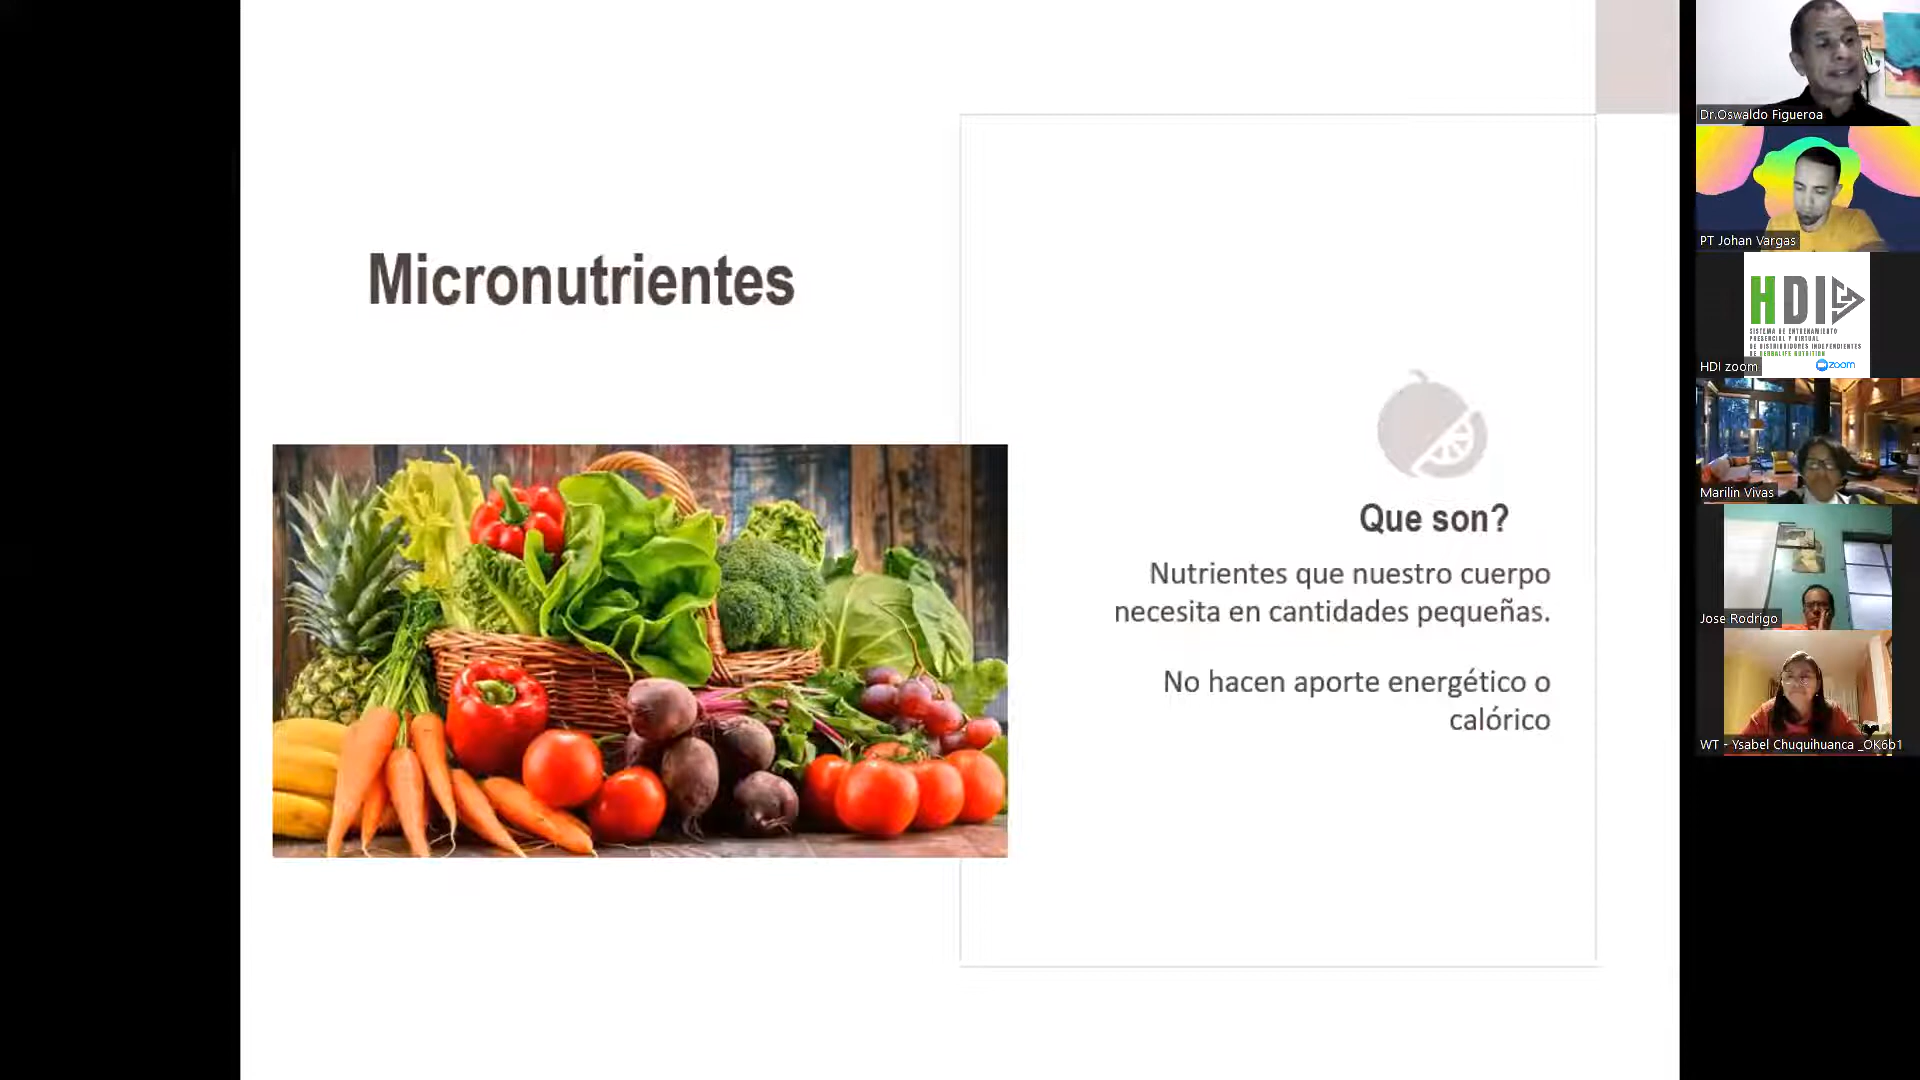 Micronutrientes
Que son?
Nutrientes que nuestro cuerpo
necesita en cantidades pequeñas.
No hacen aporte energético o
calórico
Dr.Oswaldo Figueroa
PT Johan Vargas
HDI
SISTEMA DE ENTRENAMIENTO
PRESENCIAL Y VIRTUAL
DE DISTRIBUIDORES INDEPENDIENTES
DE HERBALIFE NUTRITION
zoom
HDI zoom
Marilin Vivas
Jose Rodrigo
WT - Ysabel Chuquihuanca _OK6b1